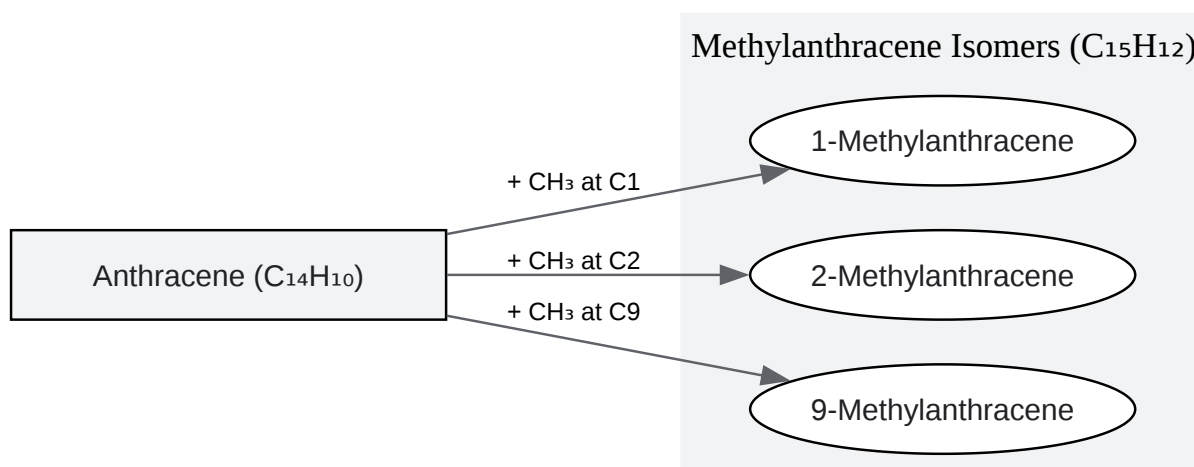 Methylanthracene Isomers (C₁₅H₁₂)
1-Methylanthracene
+ CH₃ at C1
Anthracene (C₁₄H₁₀)
+ CH₃ at C2
2-Methylanthracene
+ CH₃ at C9
9-Methylanthracene